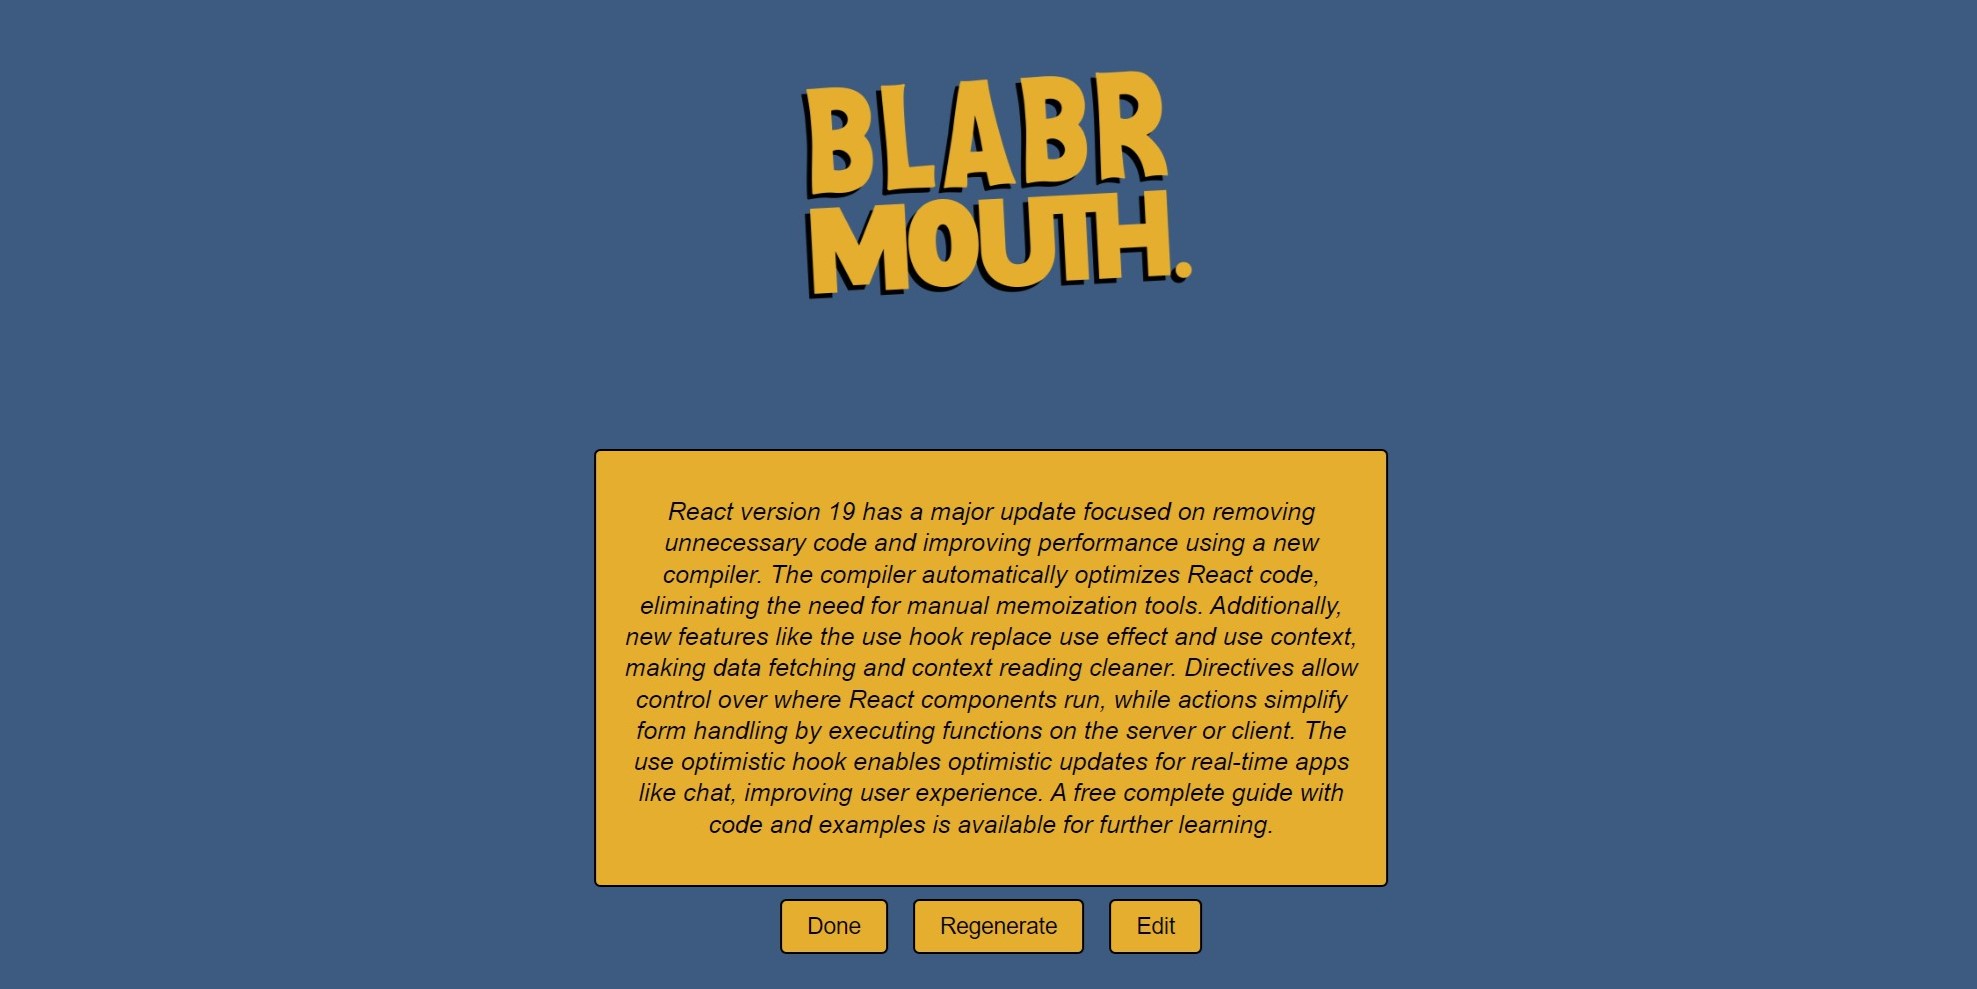 BLABR
MOUTH.
React version 19 has a major update focused on removing
unnecessary code and improving performance using a new
compiler. The compiler automatically optimizes React code,
eliminating the need for manual memoization tools. Additionally,
new features like the use hook replace use effect and use context,
making data fetching and context reading cleaner. Directives allow
control over where React components run, while actions simplify
form handling by executing functions on the server or client. The
use optimistic hook enables optimistic updates for real-time apps
like chat, improving user experience. A free complete guide with
code and examples is available for further learning.
Done Regenerate Edit